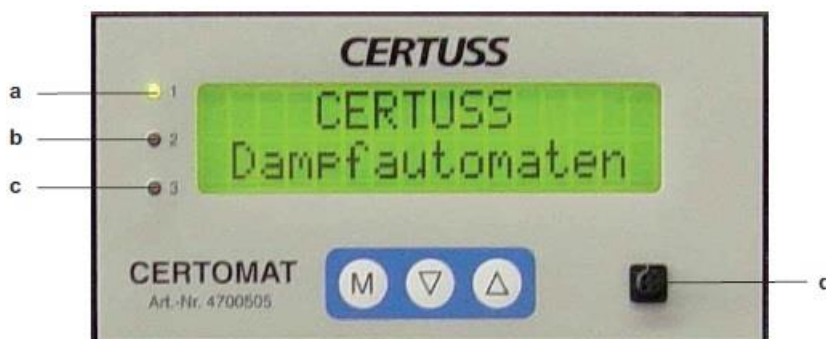 CERTUSS
a
1
CERTUSS
b
2
Dampfautomaten
c
3
CERTOMAT
M
Art.-Nr. 4700505